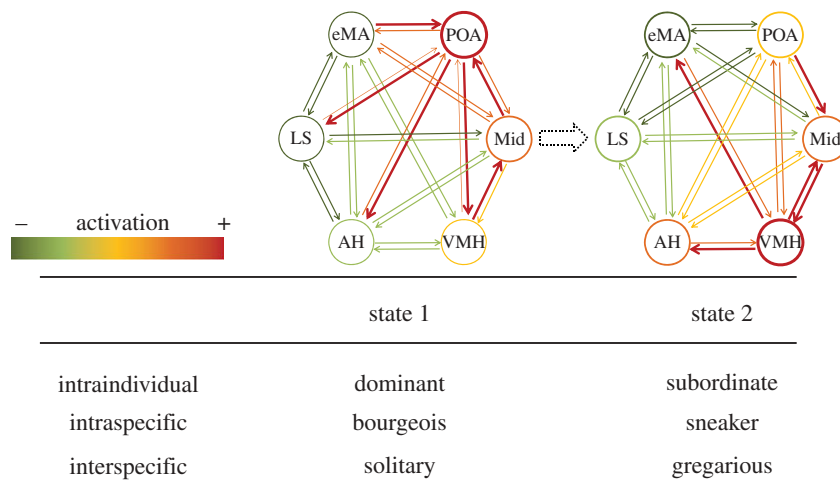 eMA POA eMA POA
LS Mid LS Mid
– activation +
AH VMH AH VMH
state 1 state 2
intraindividual dominant subordinate
intraspecific bourgeois sneaker
interspecific solitary gregarious